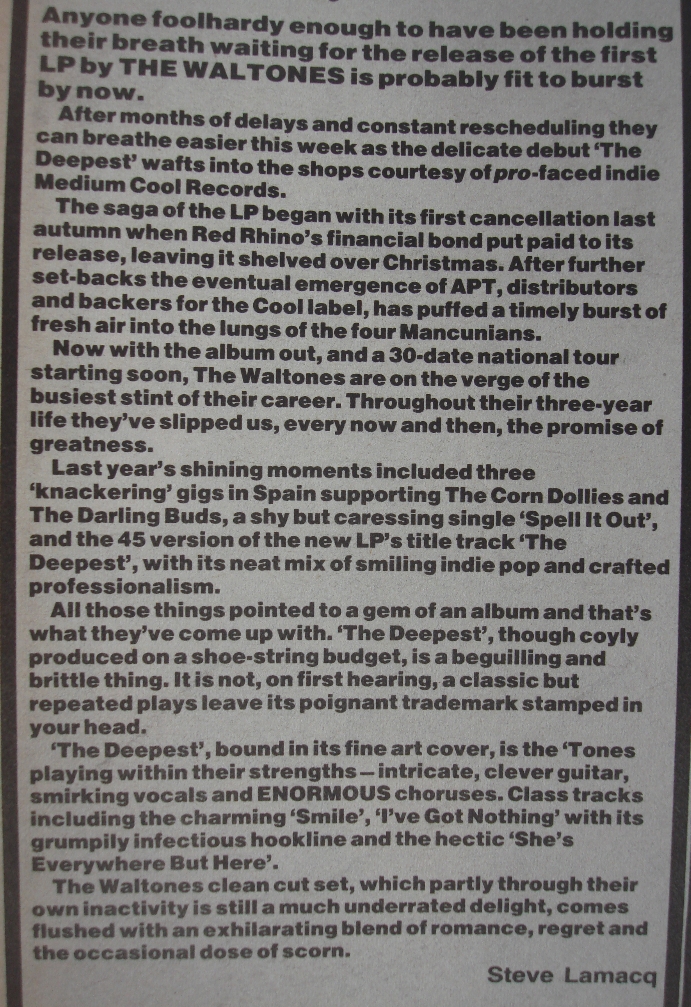 Anyone foolhardy enough to have been holding
their breath waiting for the release of the first
LP by THE WALTONES is probably fit to burst
by now.
After months of delays and constant rescheduling they
can breathe easier this week as the delicate debut ‘The
Deepest’ wafts into the shops courtesy of pro-faced indie
Medium Cool Records.
The saga of the LP began with its first cancellation last
autumn when Red Rhino’s financial bond put paid to its
release, leaving it shelved over Christmas. After further
set-backs the eventual emergence of APT, distributors
and backers for the Cool label, has puffed a timely burst of
fresh air into the lungs of the four Mancunians.
Now with the album out, and a 30-date national tour
starting soon, The Waltones are on the verge of the
busiest stint of their career. Throughout their three-year
life they’ve slipped us, every now and then, the promise of
greatness.
Last year’s shining moments included three
‘knackering’ gigs in Spain supporting The Corn Dollies and
The Darling Buds, a shy but caressing single ‘Spell It Out’,
and the 45 version of the new LP’s title track ‘The
Deepest’, with its neat mix of smiling indie pop and crafted
professionalism.
All those things pointed to a gem of an album and that’s
what they’ve come up with. ‘The Deepest’, though coyly
produced on a shoe-string budget, is a beguilling and
brittle thing. It is not, on first hearing, a classic but
repeated plays leave its poignant trademark stamped in
your head.
‘The Deepest’, bound in its fine art cover, is the ‘Tones
playing within their strengths — intricate, clever guitar,
smirking vocals and ENORMOUS choruses. Class tracks
including the charming ‘Smile’, ‘I’ve Got Nothing’ with its
grumpily infectious hookline and the hectic ‘She’s
Everywhere But Here’.
The Waltones clean cut set, which partly through their
own inactivity is still a much underrated delight, comes
flushed with an exhilarating blend of romance, regret and
the occasional dose of scorn.
Steve Lamacq